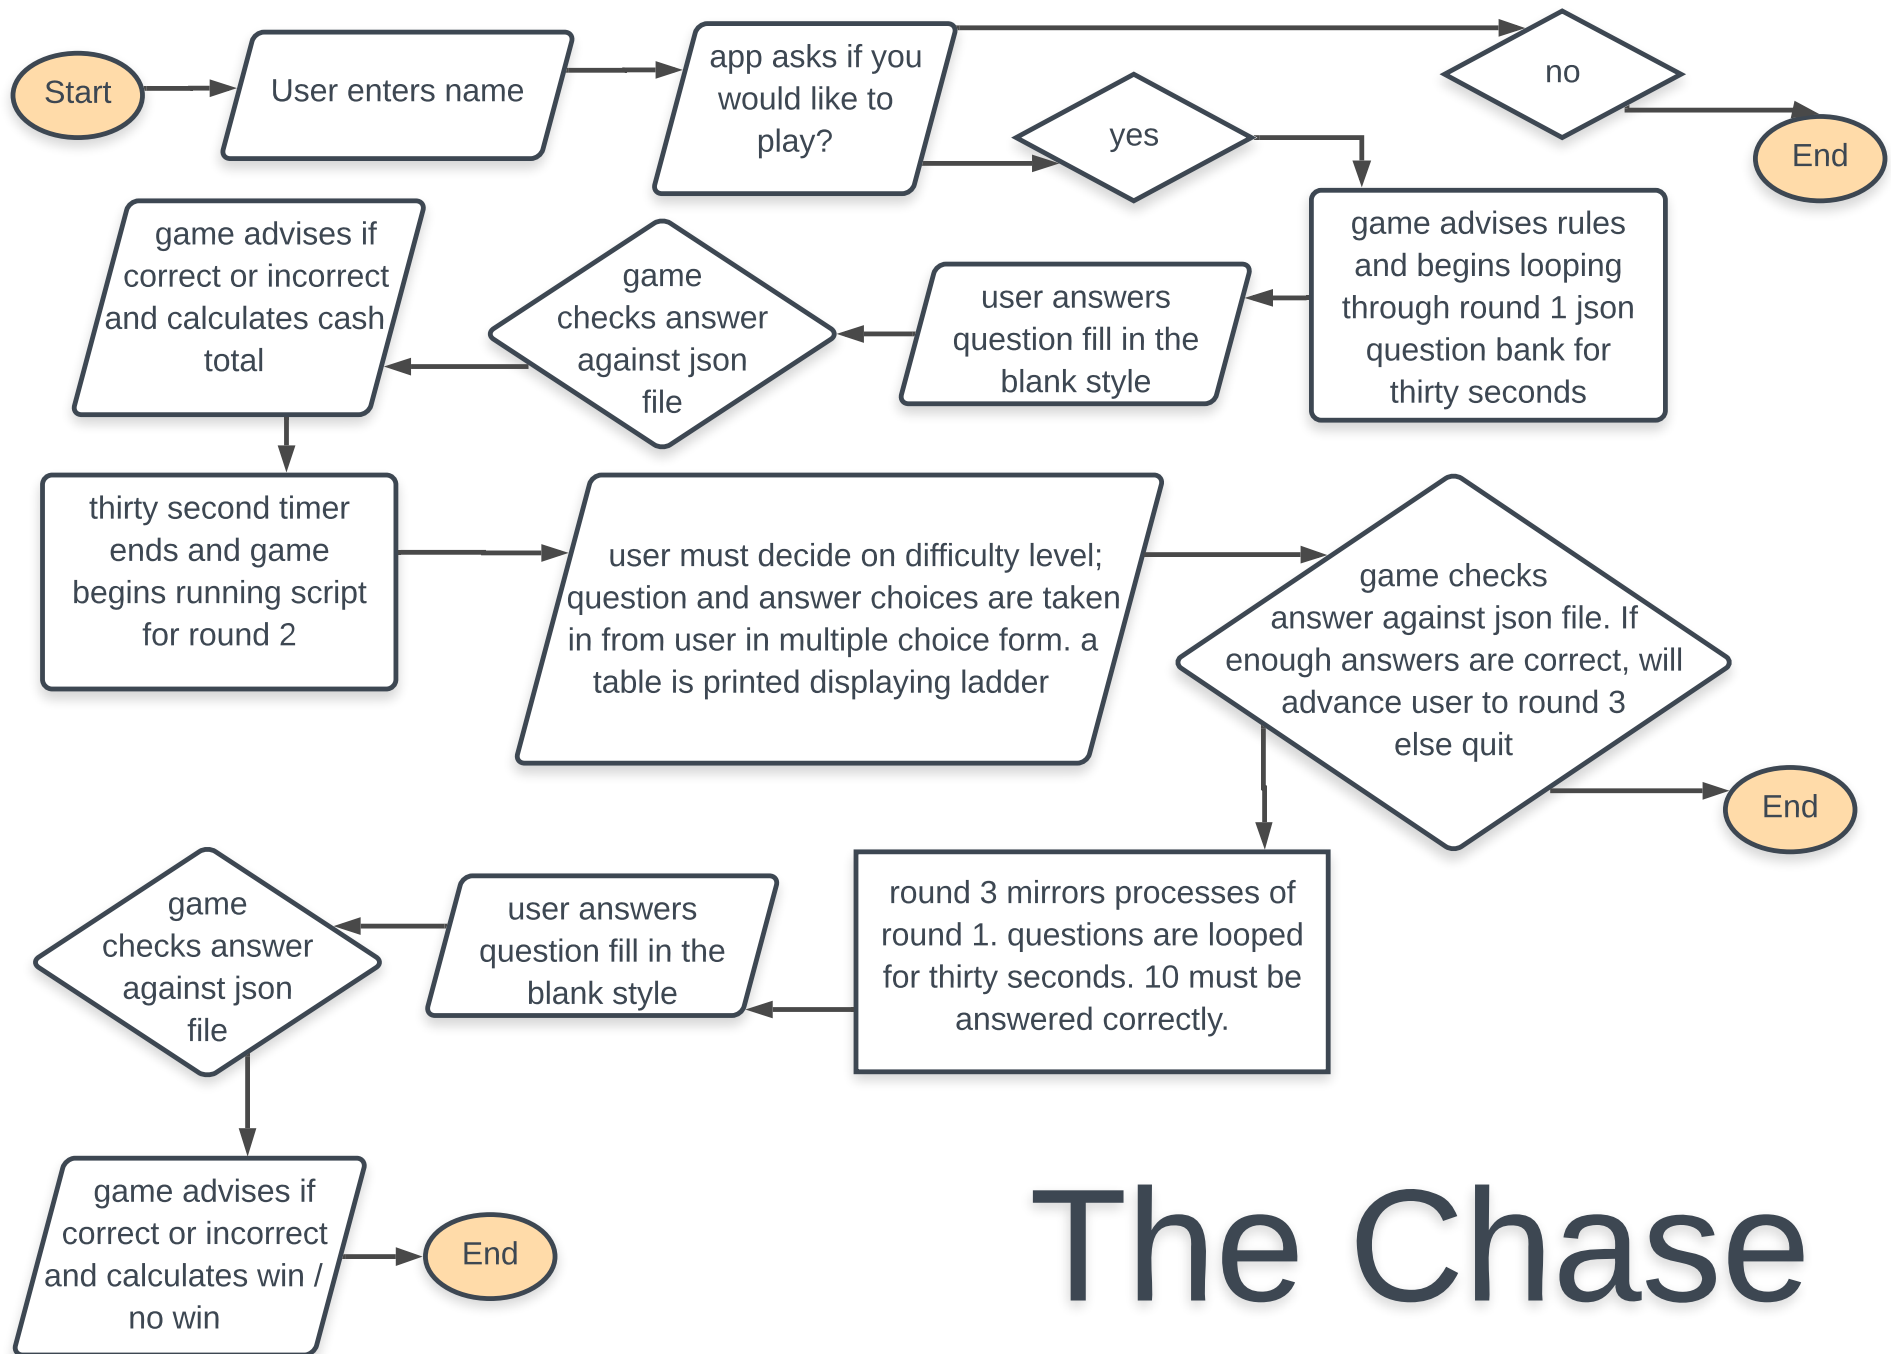 Start
User enters name
app asks if you
would like to
play?
no
End
yes
game advises rules
and begins looping
through round 1 json
question bank for
thirty seconds
user answers
question fill in the
blank style
game
checks answer
against json
file
game advises if
correct or incorrect
and calculates cash
total
thirty second timer
ends and game
begins running script
for round 2
user must decide on difficulty level;
question and answer choices are taken
in from user in multiple choice form. a
table is printed displaying ladder
game checks
answer against json file. If
enough answers are correct, will
advance user to round 3
else quit
End
round 3 mirrors processes of
round 1. questions are looped
for thirty seconds. 10 must be
answered correctly.
user answers
question fill in the
blank style
game
checks answer
against json
file
game advises if
correct or incorrect
and calculates win /
no win
End
The Chase